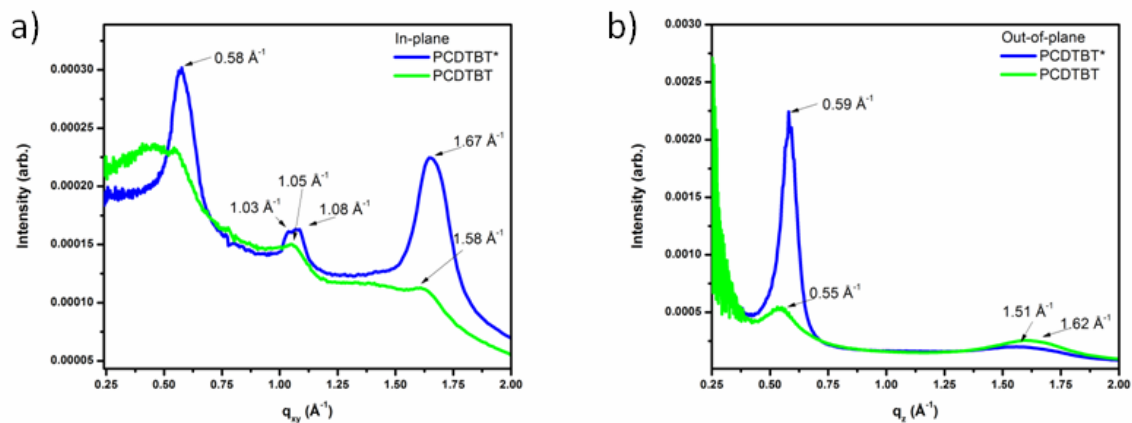 a)
In-plane
PCDTBT*
PCDTBT
0.58 Å⁻¹
1.67 Å⁻¹
1.05 Å⁻¹
1.03 Å⁻¹
1.08 Å⁻¹
1.58 Å⁻¹
0.00030
0.00025
0.00020
0.00015
0.00010
0.00005
Intensity (arb.)
0.25 0.50 0.75 1.00 1.25 1.50 1.75 2.00
q_xy (Å⁻¹)
b)
Out-of-plane
PCDTBT*
PCDTBT
0.59 Å⁻¹
0.55 Å⁻¹
1.51 Å⁻¹
1.62 Å⁻¹
0.0030
0.0025
0.0020
0.0015
0.0010
0.0005
Intensity (arb.)
0.25 0.50 0.75 1.00 1.25 1.50 1.75 2.00
q_z (Å⁻¹)